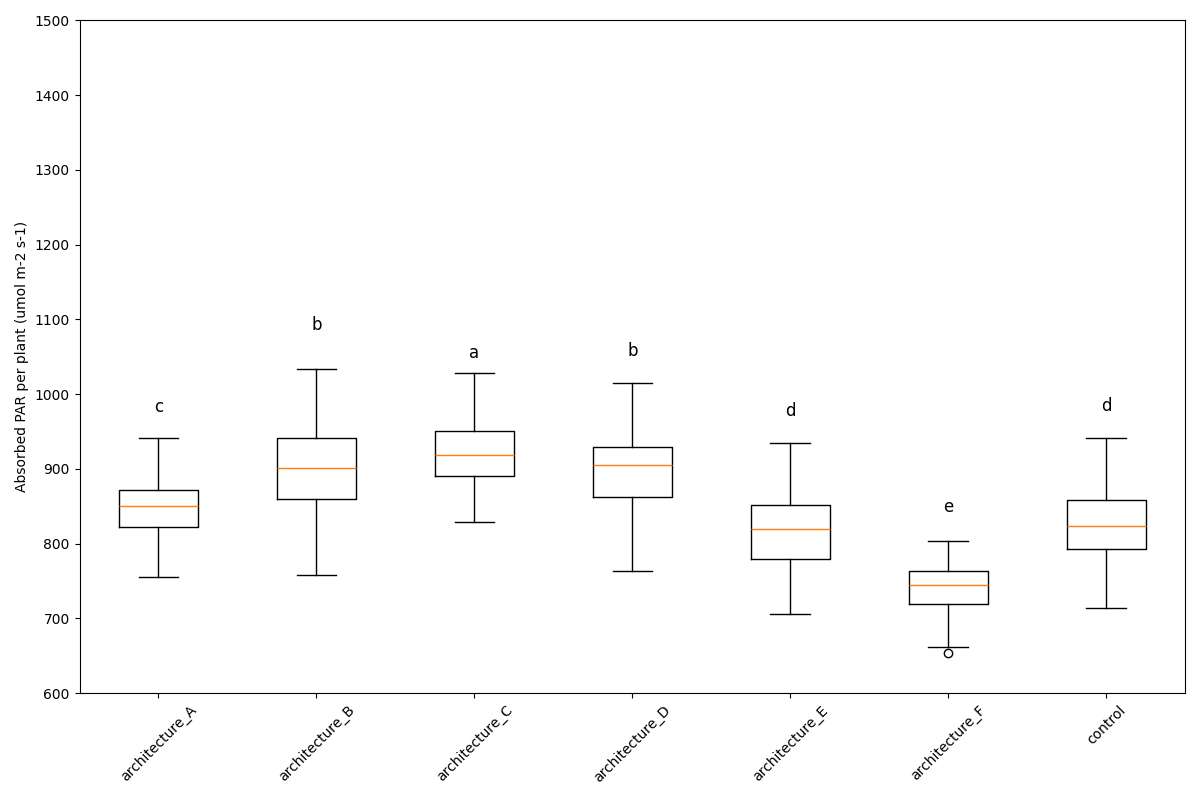 Absorbed PAR per plant (umol m-2 s-1)
1500
1400
1300
1200
1100
1000
900
800
700
600
c
b
a
b
d
e
d
architecture_A
architecture_B
architecture_C
architecture_D
architecture_E
architecture_F
control